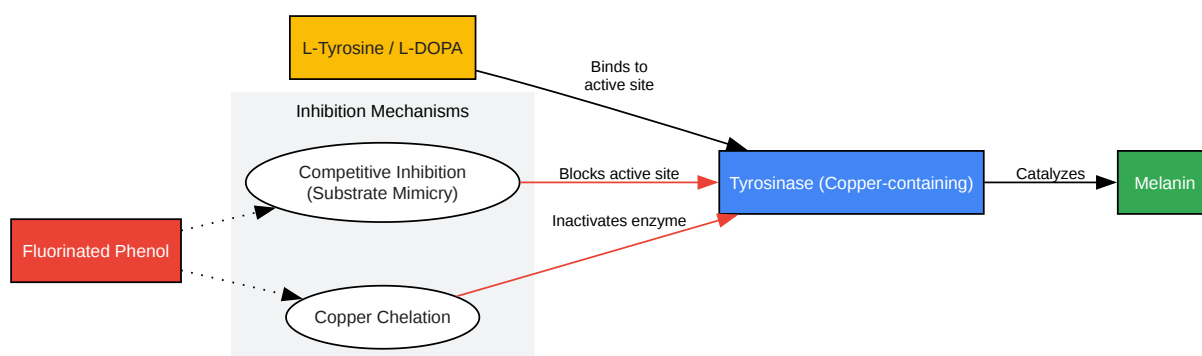 L-Tyrosine / L-DOPA
Binds to
active site
Inhibition Mechanisms
Competitive Inhibition
(Substrate Mimicry)
Blocks active site
Tyrosinase (Copper-containing)
Catalyzes
Melanin
Inactivates enzyme
Fluorinated Phenol
Copper Chelation